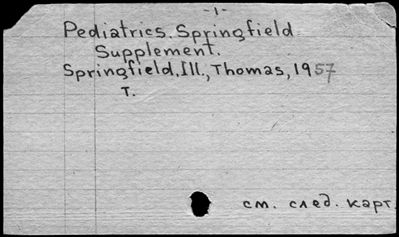 -1-
Pediatrics. Springfield.
Supplement.
Springfield, Ill., Thomas, 1957
T.
см. след. карт.